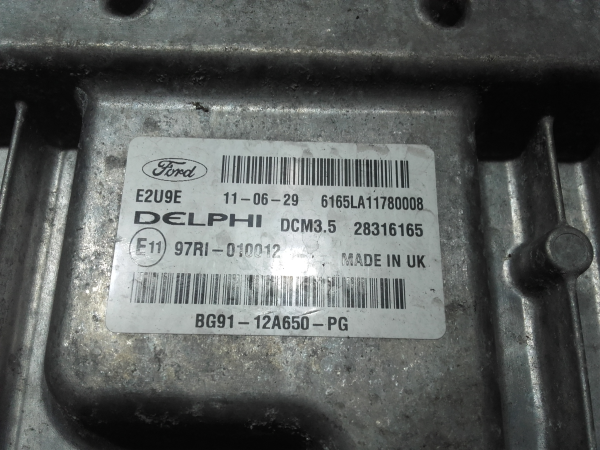 Ford
E2U9E 11-06-29 6165LA11780008
DELPHI DCM3.5 28316165
E11 97RI-010012 MADE IN UK
BG91-12A650-PG